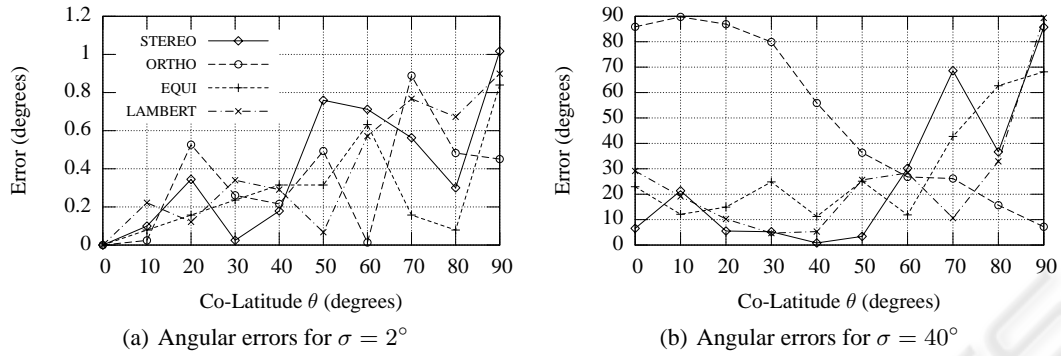 1.2
1
0.8
0.6
0.4
0.2
0
Error (degrees)
STEREO
ORTHO
EQUI
LAMBERT
0 10 20 30 40 50 60 70 80 90
Co-Latitude θ (degrees)
(a) Angular errors for σ = 2°
90
80
70
60
50
40
30
20
10
0
Error (degrees)
0 10 20 30 40 50 60 70 80 90
Co-Latitude θ (degrees)
(b) Angular errors for σ = 40°